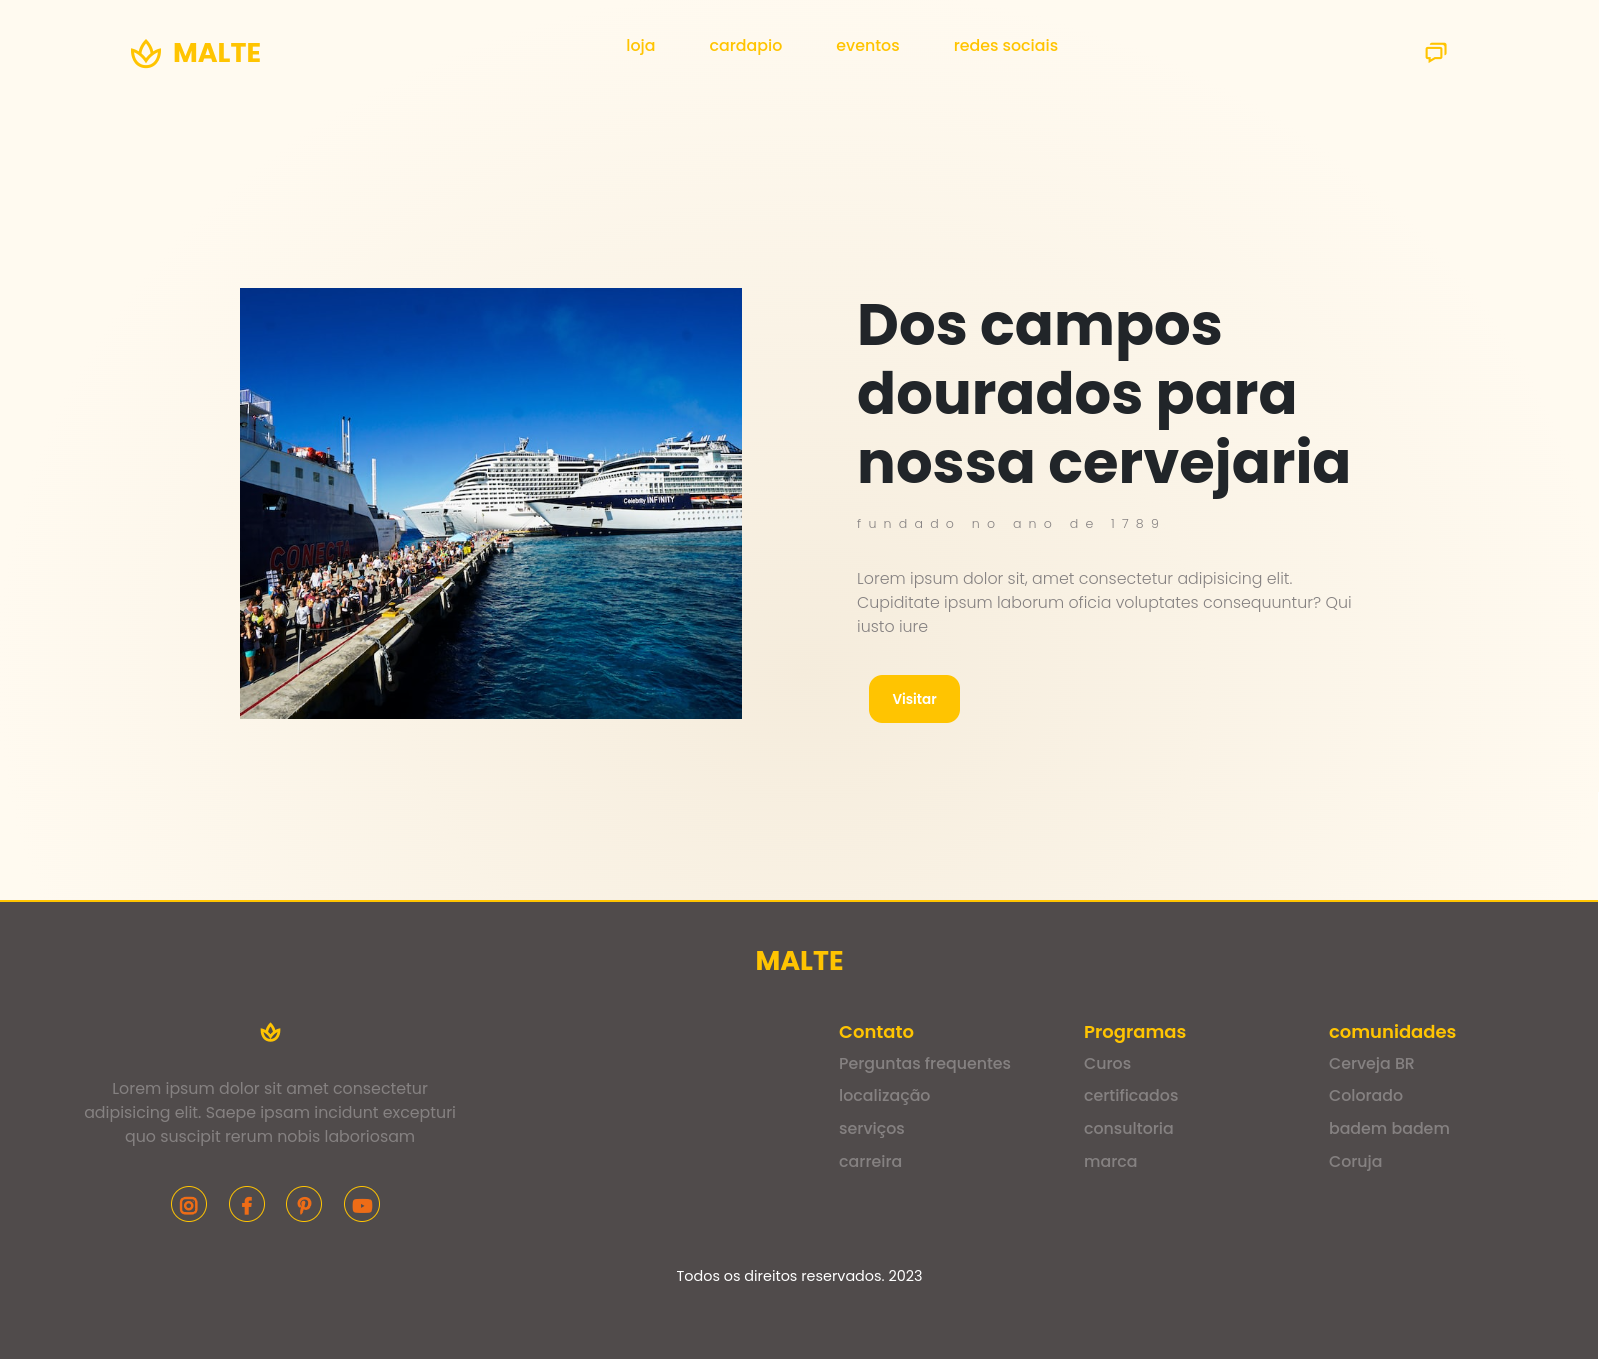 MALTE
loja cardapio eventos redes sociais
Dos campos
dourados para
nossa cervejaria
fundado no ano de 1789
Lorem ipsum dolor sit, amet consectetur adipisicing elit.
Cupiditate ipsum laborum oficia voluptates consequuntur? Qui
iusto iure
Visitar
Celebrity INFINITY
CONECTA
MALTE
Lorem ipsum dolor sit amet consectetur
adipisicing elit. Saepe ipsam incidunt excepturi
quo suscipit rerum nobis laboriosam
Contato
Perguntas frequentes
localização
serviços
carreira
Programas
Curos
certificados
consultoria
marca
comunidades
Cerveja BR
Colorado
badem badem
Coruja
Todos os direitos reservados. 2023